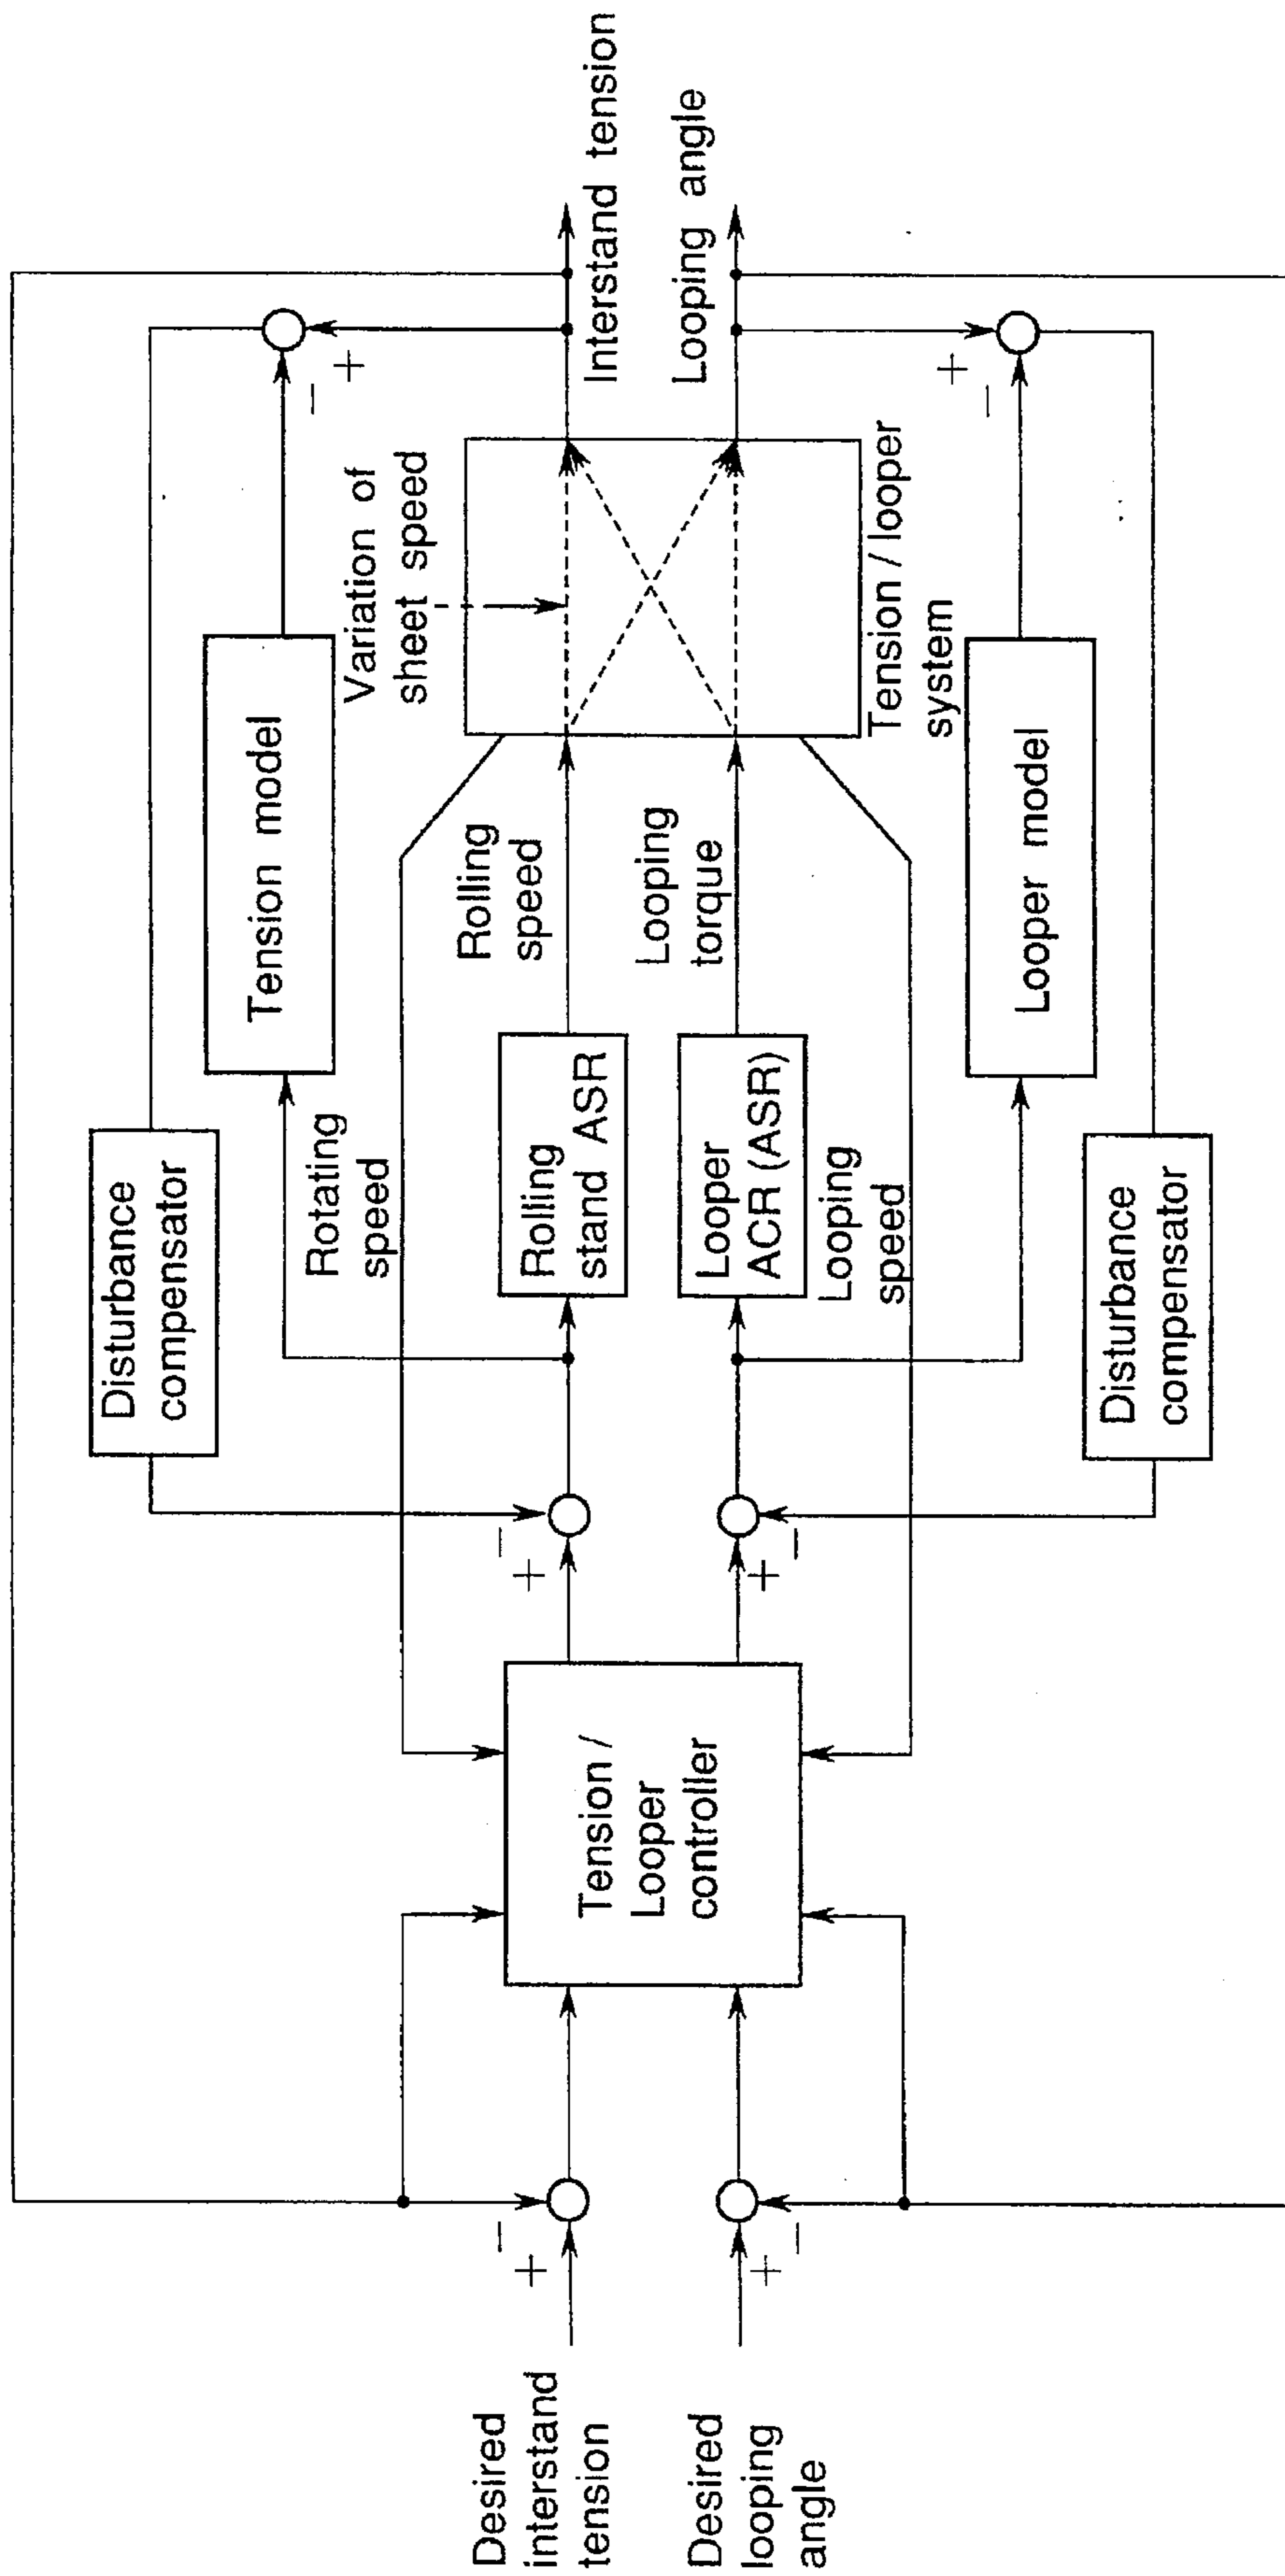 Desired
interstand
tension
Desired
looping
angle
+
−
+
−
Tension /
Looper
controller
+
−
+
−
Disturbance
compensator
Rotating
speed
Rolling
stand ASR
Looper
ACR (ASR)
Looping
speed
Disturbance
compensator
Tension model
Rolling
speed
Looping
torque
Looper model
Variation of
sheet speed
Tension / looper
system
−
+
+
−
Interstand tension
Looping angle